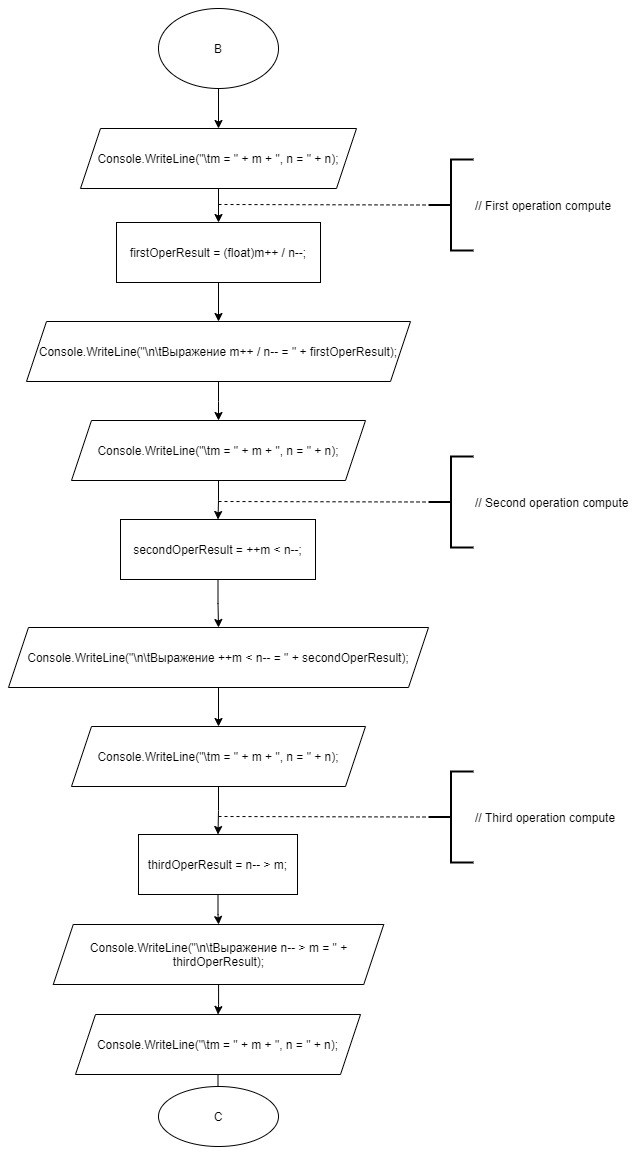 B
Console.WriteLine("\tm = " + m + ", n = " + n);
// First operation compute
firstOperResult = (float)m++ / n--;
Console.WriteLine("\n\tВыражение m++ / n-- = " + firstOperResult);
Console.WriteLine("\tm = " + m + ", n = " + n);
// Second operation compute
secondOperResult = ++m < n--;
Console.WriteLine("\n\tВыражение ++m < n-- = " + secondOperResult);
Console.WriteLine("\tm = " + m + ", n = " + n);
// Third operation compute
thirdOperResult = n-- > m;
Console.WriteLine("\n\tВыражение n-- > m = " +
thirdOperResult);
Console.WriteLine("\tm = " + m + ", n = " + n);
C